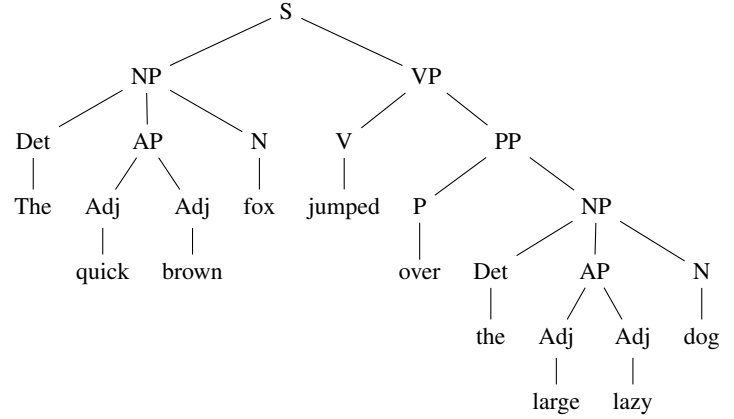 S
NP VP
Det AP N V PP
The Adj Adj fox jumped P NP
quick brown over Det AP N
the Adj Adj dog
large lazy